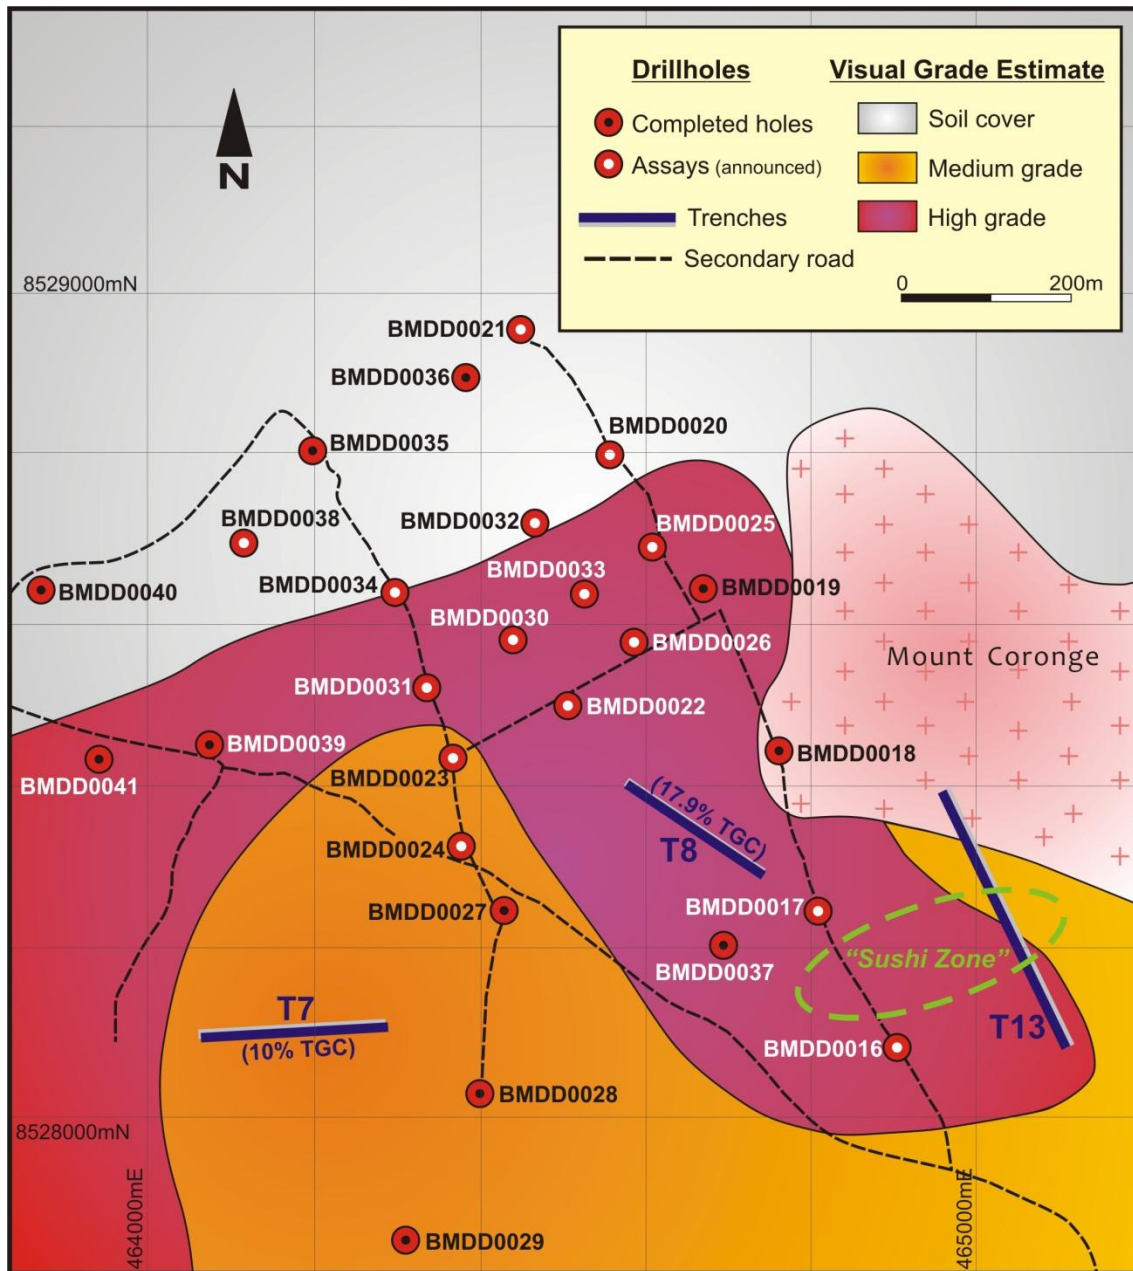 Drillholes
Visual Grade Estimate
Completed holes
Soil cover
Assays (announced)
Medium grade
Trenches
High grade
Secondary road
0 200m
N
8529000mN
BMDD0021
BMDD0036
BMDD0020
BMDD0035
BMDD0038
BMDD0032
BMDD0025
BMDD0040
BMDD0034
BMDD0033
BMDD0019
BMDD0030
BMDD0026
Mount Coronge
BMDD0031
BMDD0022
BMDD0039
BMDD0041
BMDD0023
BMDD0018
(17.9% TGC)
T8
BMDD0024
BMDD0027
BMDD0017
BMDD0037
"Sushi Zone"
T7
(10% TGC)
T13
BMDD0016
BMDD0028
8528000mN
464000mE
465000mE
BMDD0029